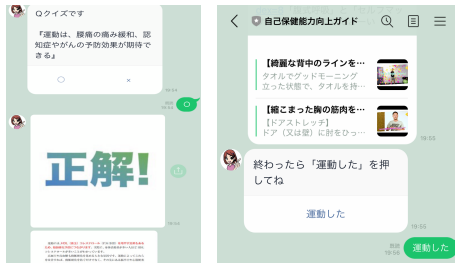 Qクイズです
『運動は、腰痛の痛み緩和、認
知症やがんの予防効果が期待で
きる』
○
×
19:54
○
正解!
19:55
自己保健能力向上ガイド
【綺麗な背中のラインを…
タオルでグッドモーニング
立った状態で、タオルを持…
【縮こまった胸の筋肉を…
【ドアストレッチ】
ドア（又は壁）に肘をひっ…
19:55
終わったら「運動した」を押
してね
運動した
19:55
既読
19:56
運動した